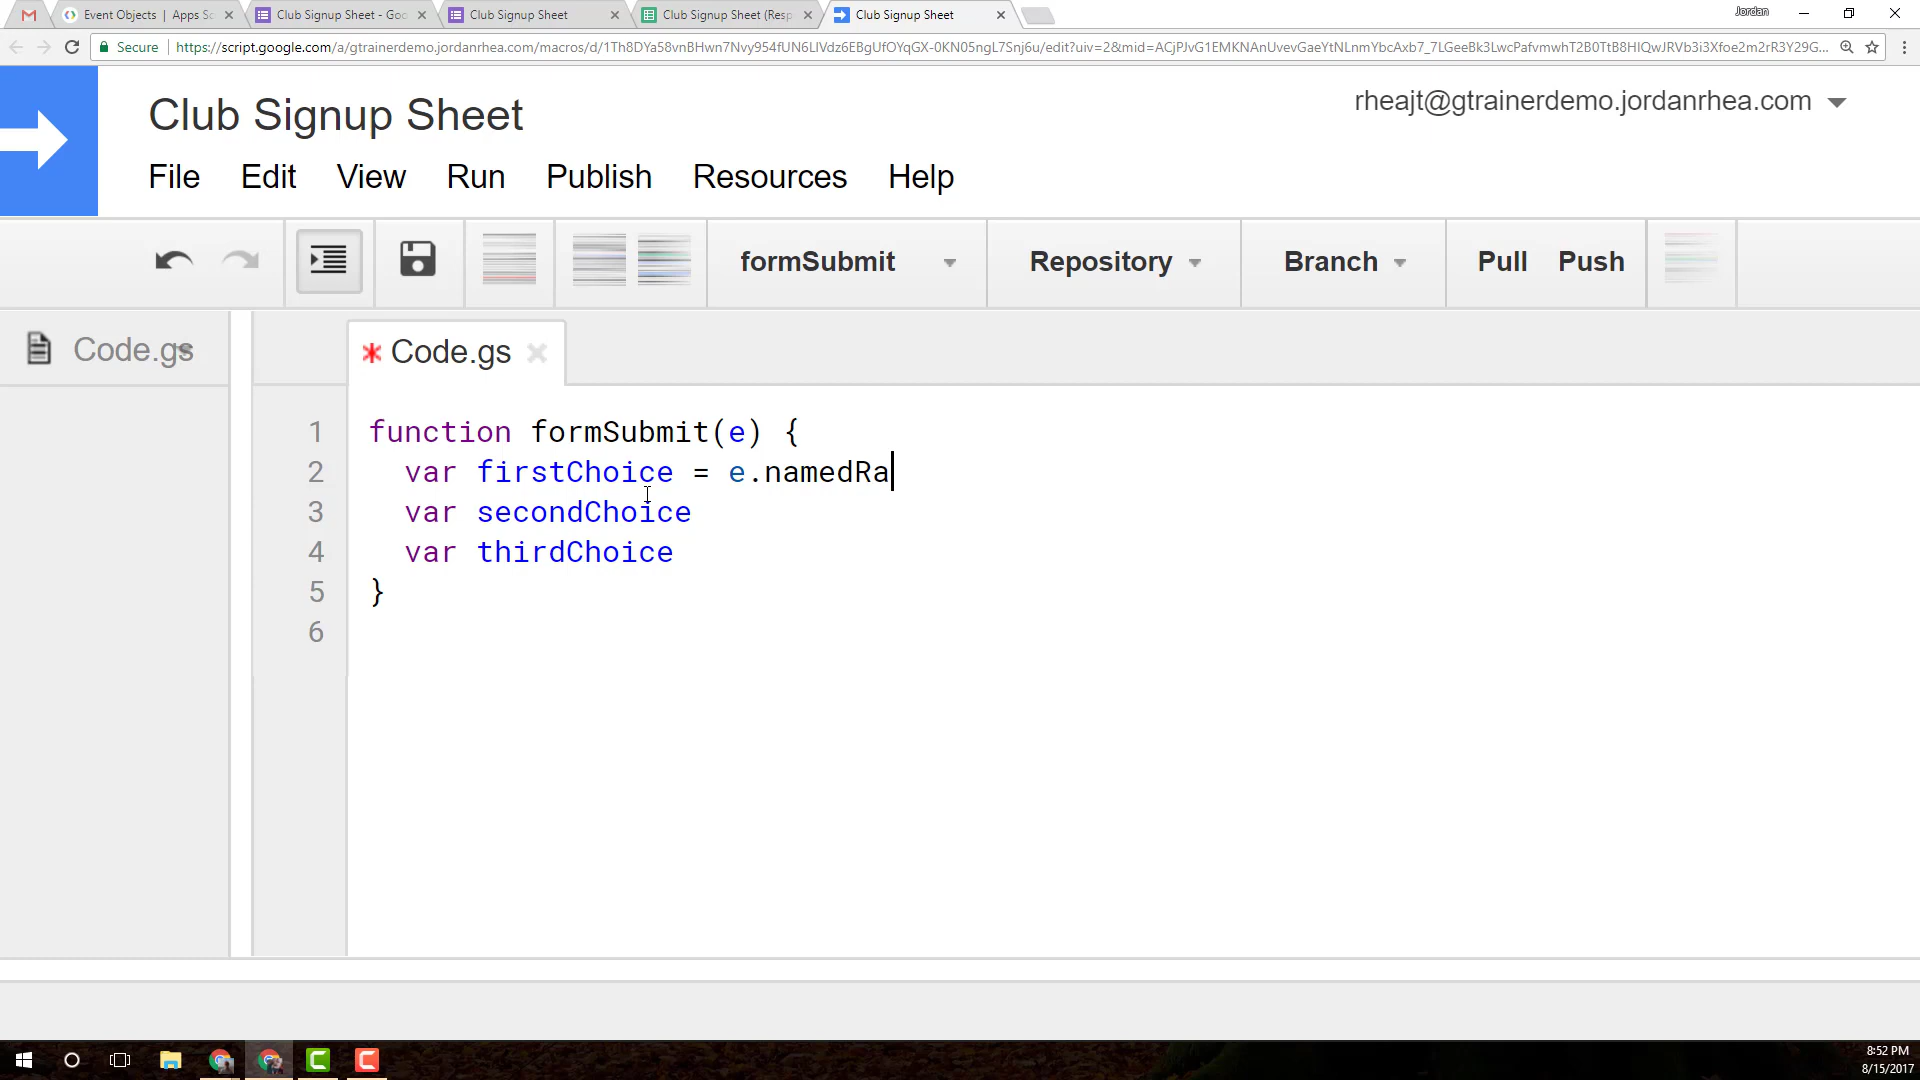 Event Objects | Apps Sc
Club Signup Sheet - Goo
Club Signup Sheet
Club Signup Sheet (Resp
Club Signup Sheet
Jordan
Secure
https://script.google.com/a/gtrainerdemo.jordanrhea.com/macros/d/1Th8DYa58vnBHwn7Nvy954fUN6LlVdz6EBgUfOYqGX-0KN05ngL7Snj6u/edit?uiv=2&mid=ACjPJvG1EMKNAnUvevGaeYtNLnmYbcAxb7_7LGeeBk3LwcPafvmwhT2B0TtB8HIQwJRVb3i3Xfoe2m2rR3Y29G...
Club Signup Sheet
rheajt@gtrainerdemo.jordanrhea.com
File Edit View Run Publish Resources Help
formSubmit Repository Branch Pull Push
Code.gs
* Code.gs
1 function formSubmit(e) {
2 var firstChoice = e.namedRa
3 var secondChoice
4 var thirdChoice
5 }
6
8:52 PM
8/15/2017